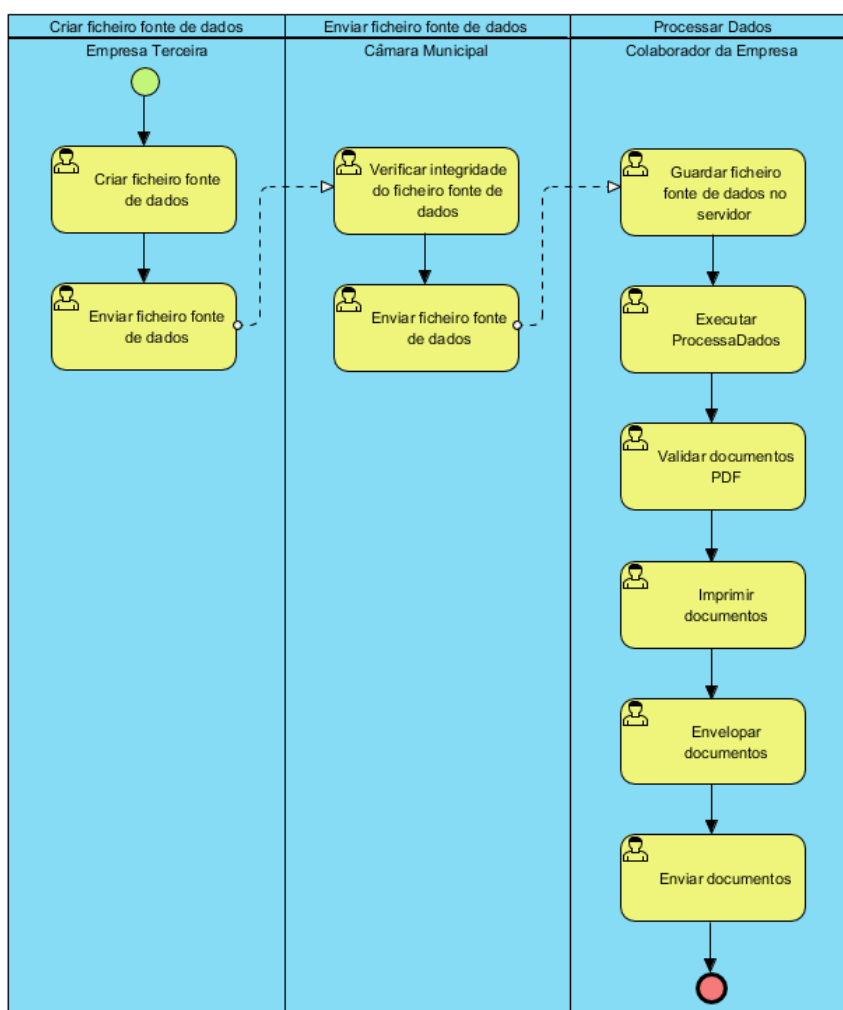 Criar ficheiro fonte de dados
Empresa Terceira
Criar ficheiro fonte
de dados
Enviar ficheiro fonte
de dados
Enviar ficheiro fonte de dados
Câmara Municipal
Verificar integridade
do ficheiro fonte de
dados
Enviar ficheiro fonte
de dados
Processar Dados
Colaborador da Empresa
Guardar ficheiro
fonte de dados no
servidor
Executar
ProcessaDados
Validar documentos
PDF
Imprimir
documentos
Envelopar
documentos
Enviar documentos